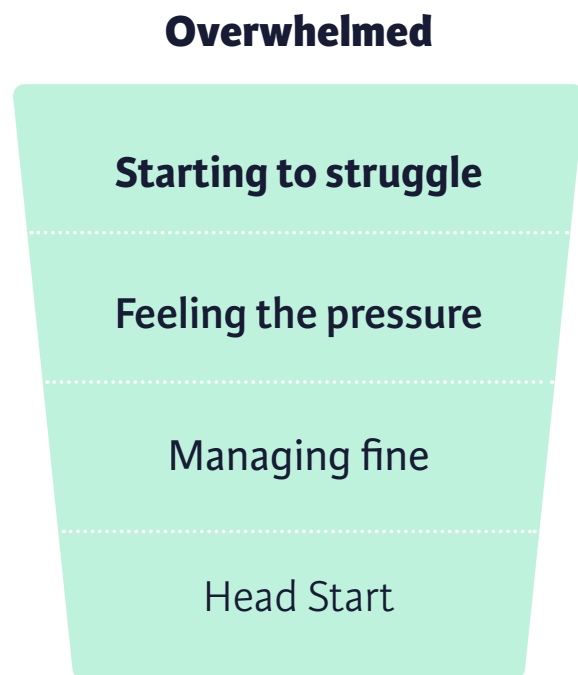 Overwhelmed
Starting to struggle
Feeling the pressure
Managing fine
Head Start